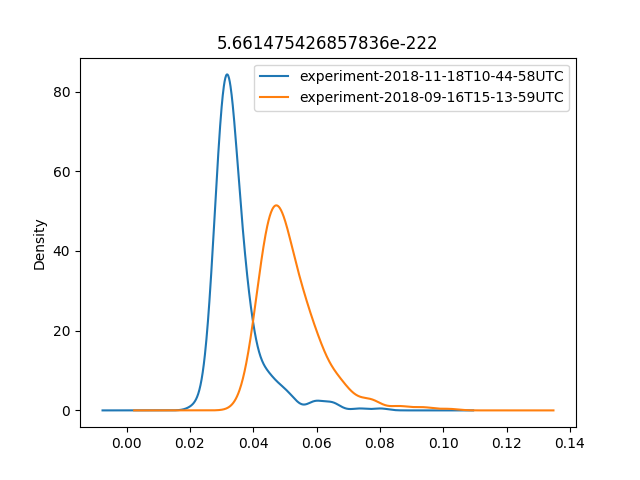 5.661475426857836e-222
experiment-2018-11-18T10-44-58UTC
experiment-2018-09-16T15-13-59UTC
Density
80
60
40
20
0
0.00 0.02 0.04 0.06 0.08 0.10 0.12 0.14